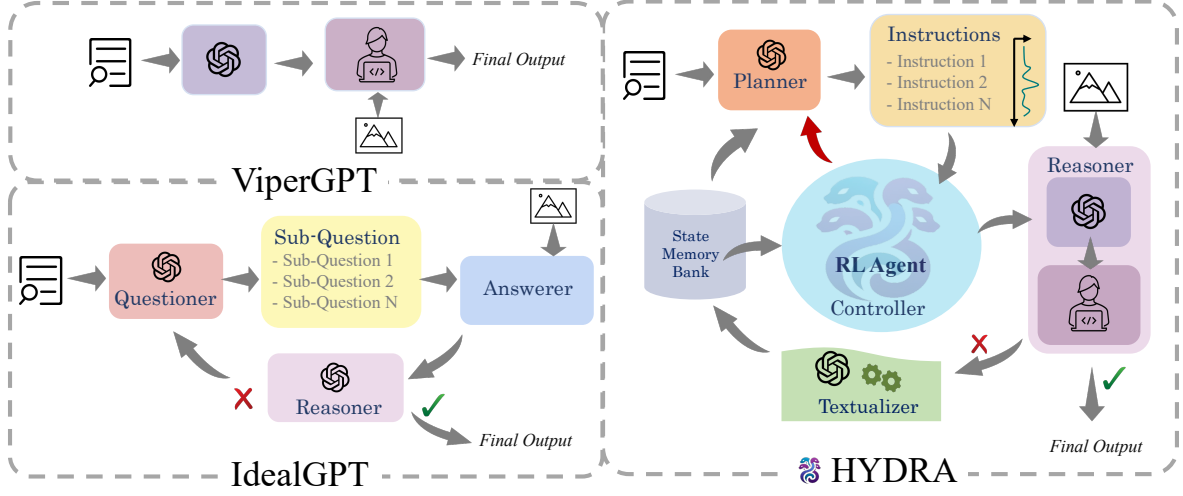 Final Output
ViperGPT
Questioner
Sub-Question
- Sub-Question 1
- Sub-Question 2
- Sub-Question N
Answerer
Reasoner
Final Output
IdealGPT
Planner
Instructions
- Instruction 1
- Instruction 2
- Instruction N
State
Memory
Bank
RL Agent
Controller
Reasoner
Textualizer
Final Output
HYDRA